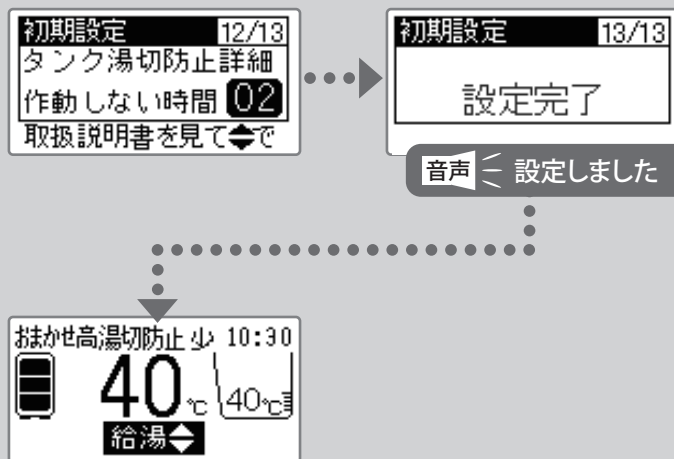 初期設定 12/13
タンク湯切防止詳細
作動しない時間 02
取扱説明書を見て◆で
初期設定 13/13
設定完了
音声 設定しました
おまかせ高湯切防止少 10:30
40℃ 40℃
給湯◆